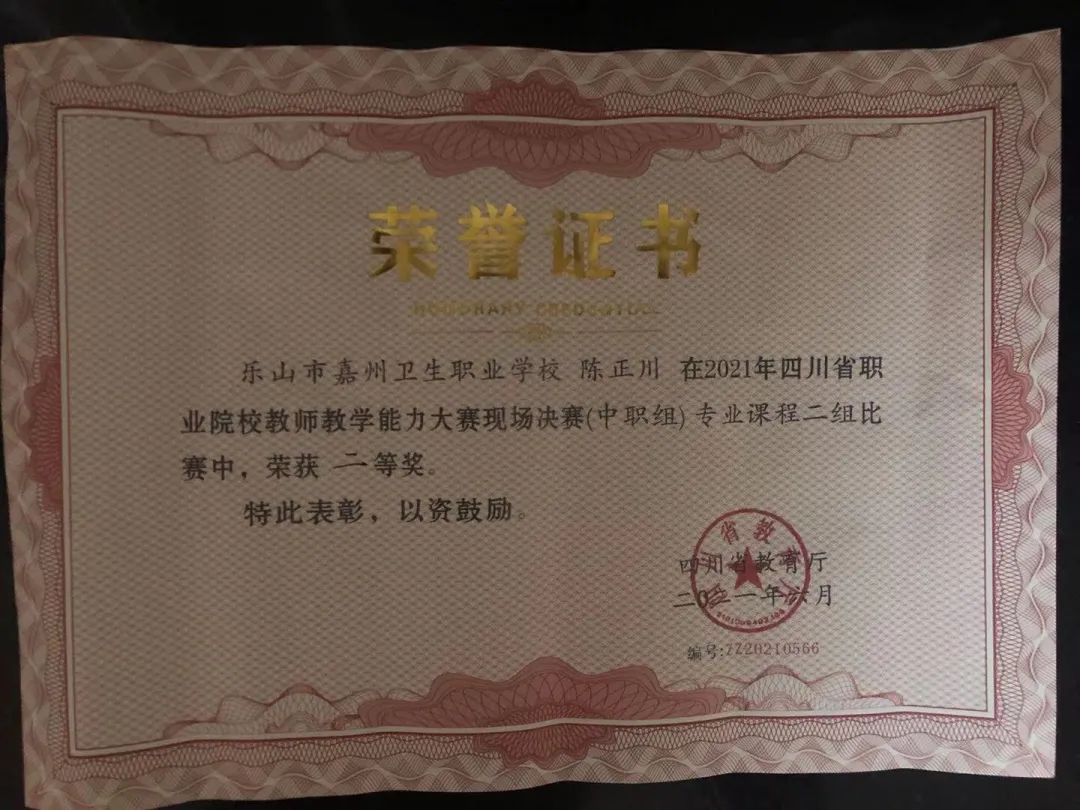 荣誉证书
HONORARY CREDENTIAL
乐山市嘉州卫生职业学校 陈正川 在2021年四川省职
业院校教师教学能力大赛现场决赛(中职组) 专业课程二组比
赛中，荣获 二等奖。
特此表彰，以资鼓励。
四川省教育厅
二〇二一年六月
编号:ZZ20210566